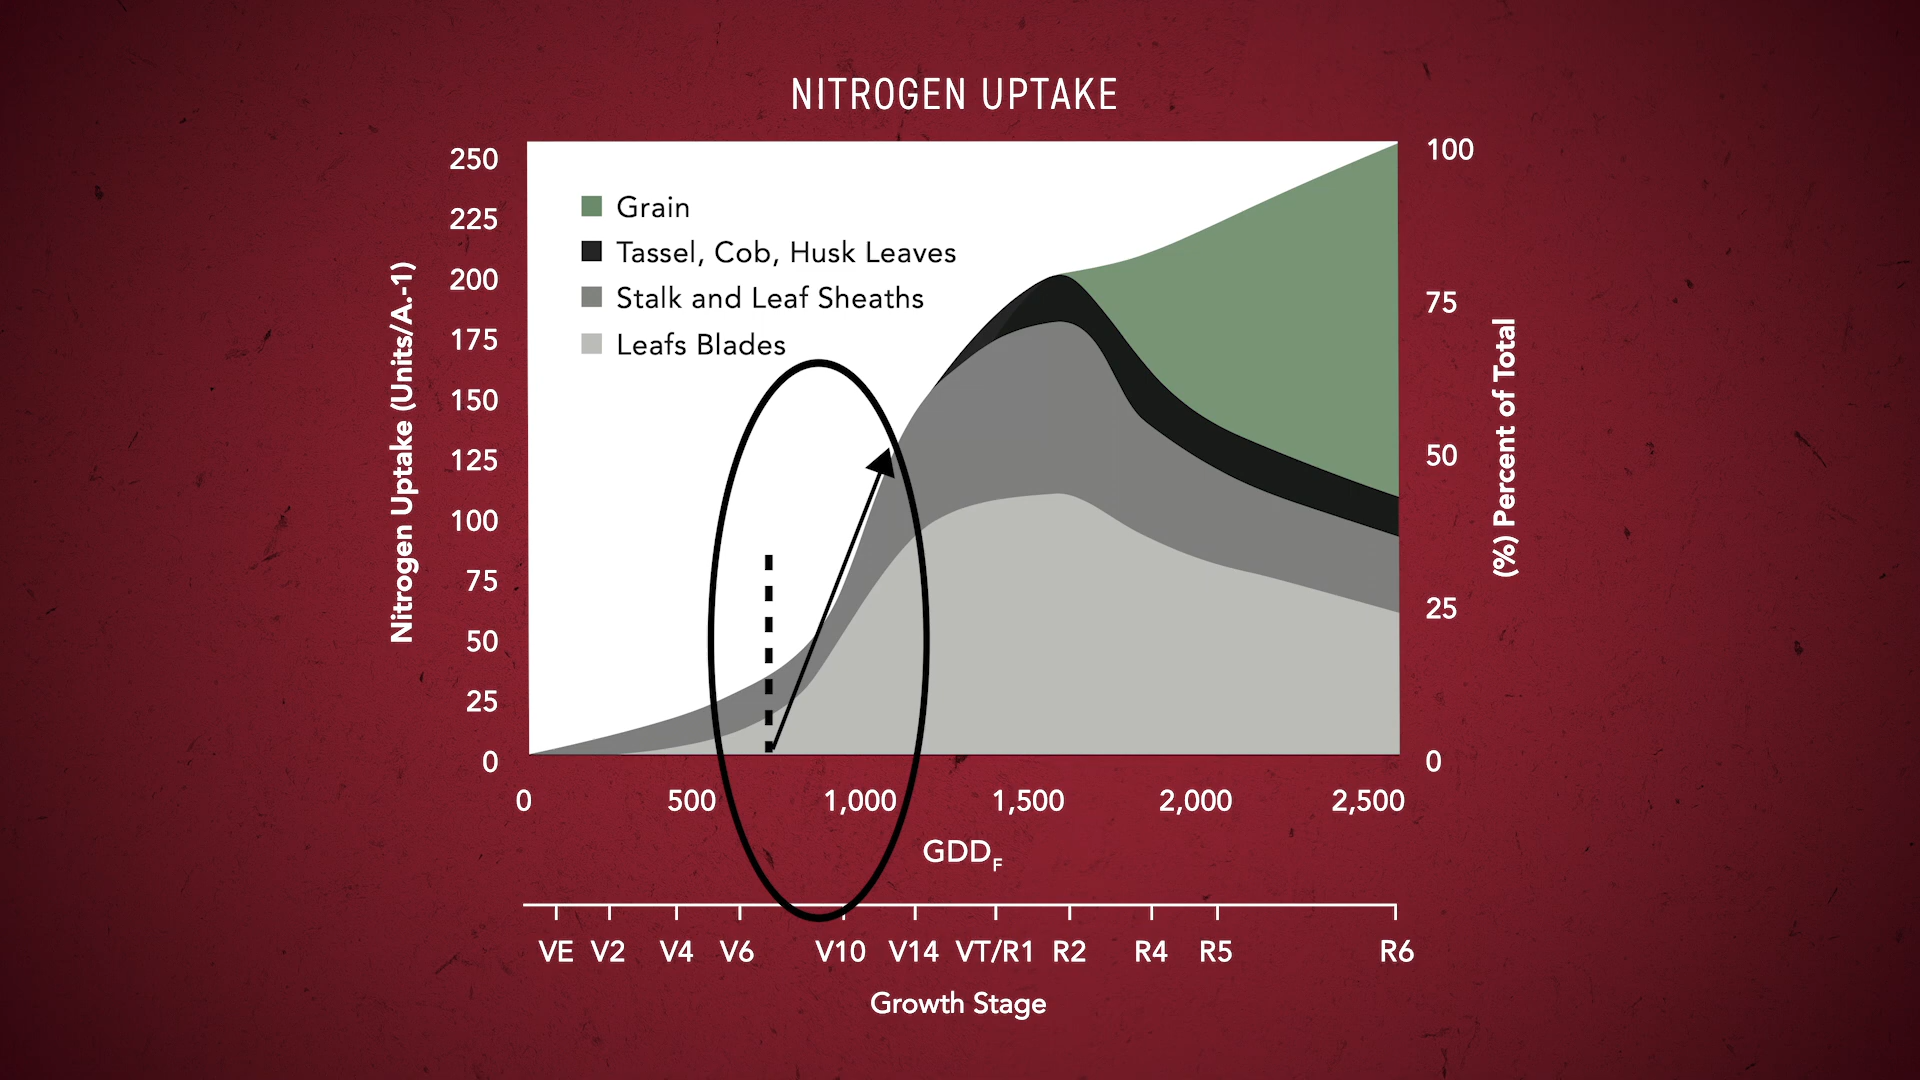 NITROGEN UPTAKE
Grain
Tassel, Cob, Husk Leaves
Stalk and Leaf Sheaths
Leafs Blades
Nitrogen Uptake (Units/A.-1)
250
225
200
175
150
125
100
75
50
25
0
100
75
50
25
0
(%) Percent of Total
0 500 1,000 1,500 2,000 2,500
GDDF
VE V2 V4 V6 V10 V14 VT/R1 R2 R4 R5 R6
Growth Stage